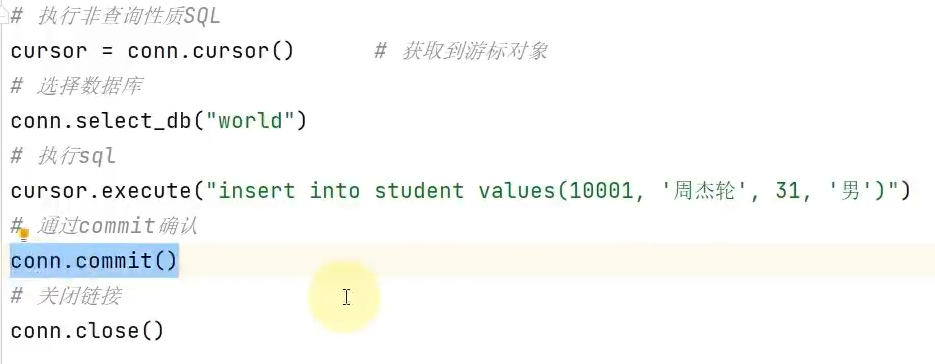 # 执行非查询性质SQL
cursor = conn.cursor()      # 获取到游标对象
# 选择数据库
conn.select_db("world")
# 执行sql
cursor.execute("insert into student values(10001, '周杰轮', 31, '男')")
# 通过commit确认
conn.commit()
# 关闭链接
conn.close()